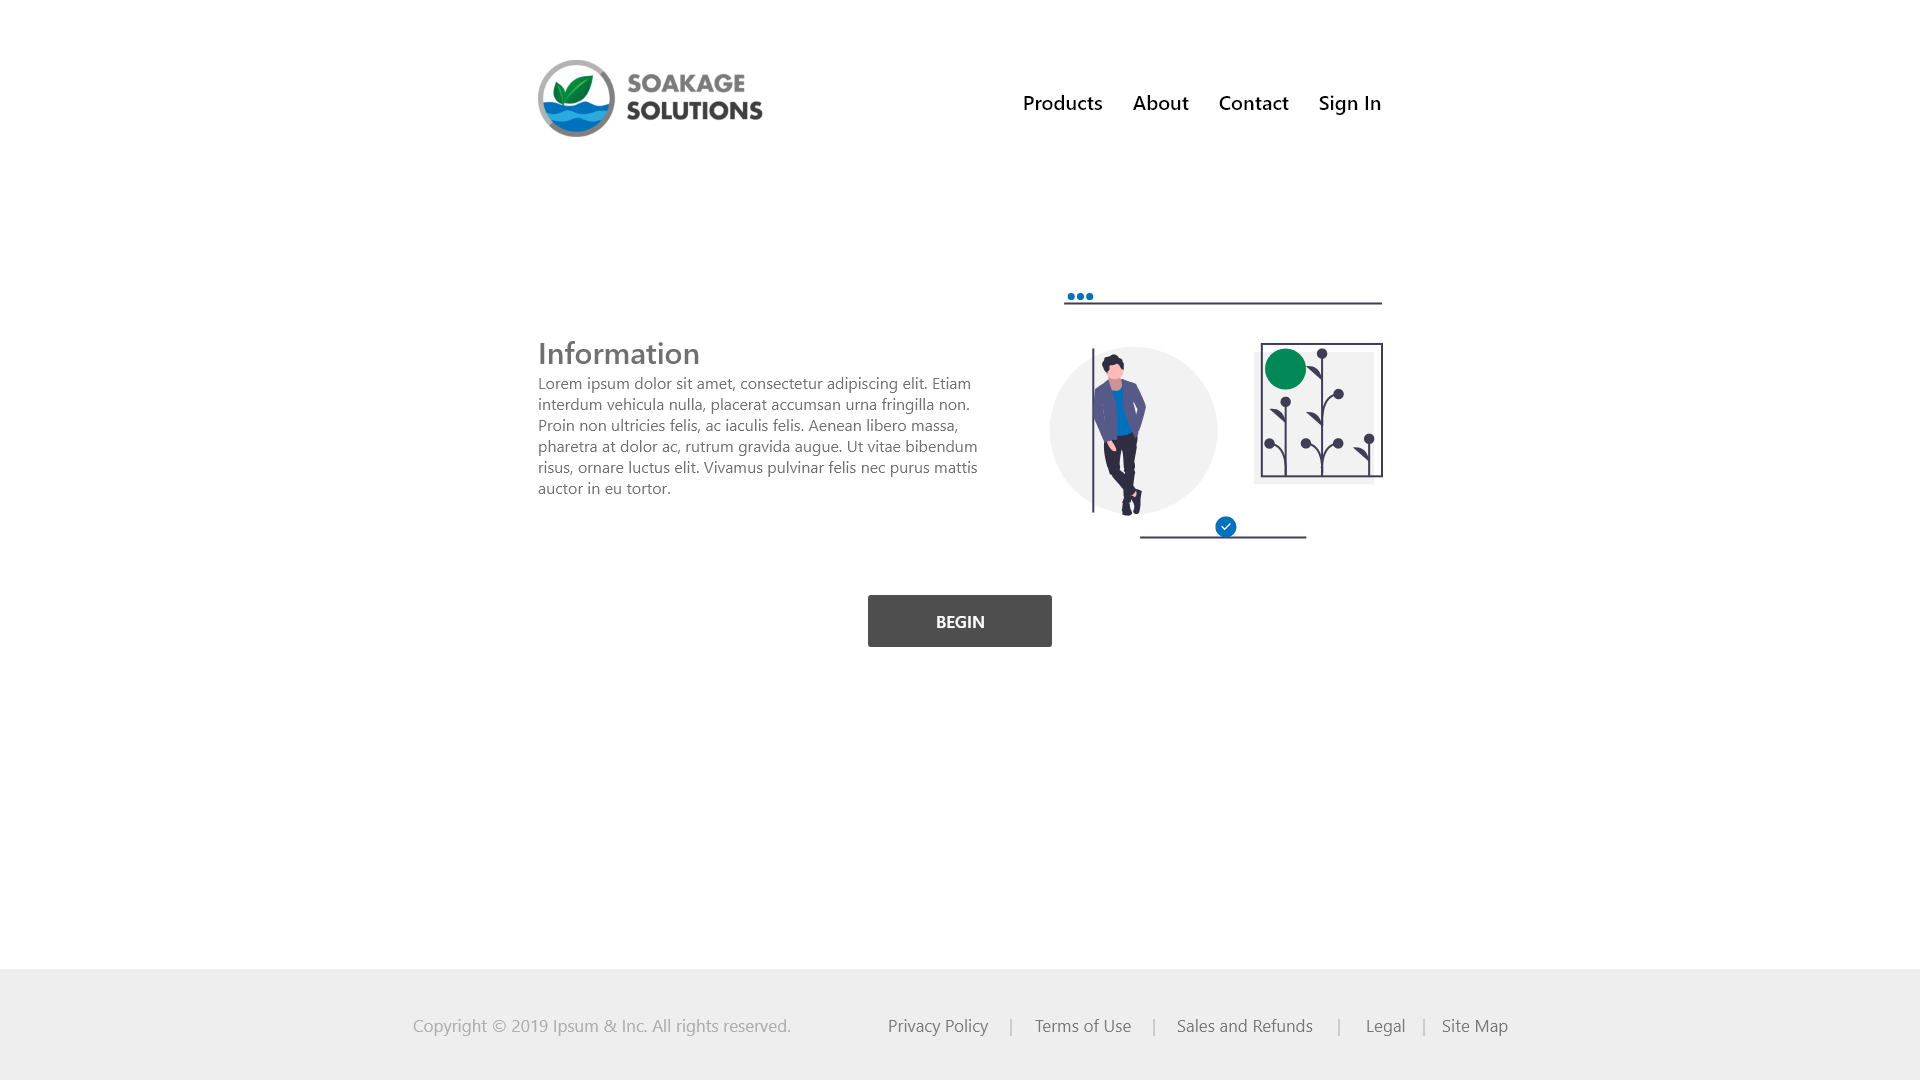 SOAKAGE
SOLUTIONS
Products About Contact Sign In
Information
Lorem ipsum dolor sit amet, consectetur adipiscing elit. Etiam
interdum vehicula nulla, placerat accumsan urna fringilla non.
Proin non ultricies felis, ac iaculis felis. Aenean libero massa,
pharetra at dolor ac, rutrum gravida augue. Ut vitae bibendum
risus, ornare luctus elit. Vivamus pulvinar felis nec purus mattis
auctor in eu tortor.
BEGIN
Copyright © 2019 Ipsum & Inc. All rights reserved. Privacy Policy | Terms of Use | Sales and Refunds | Legal | Site Map